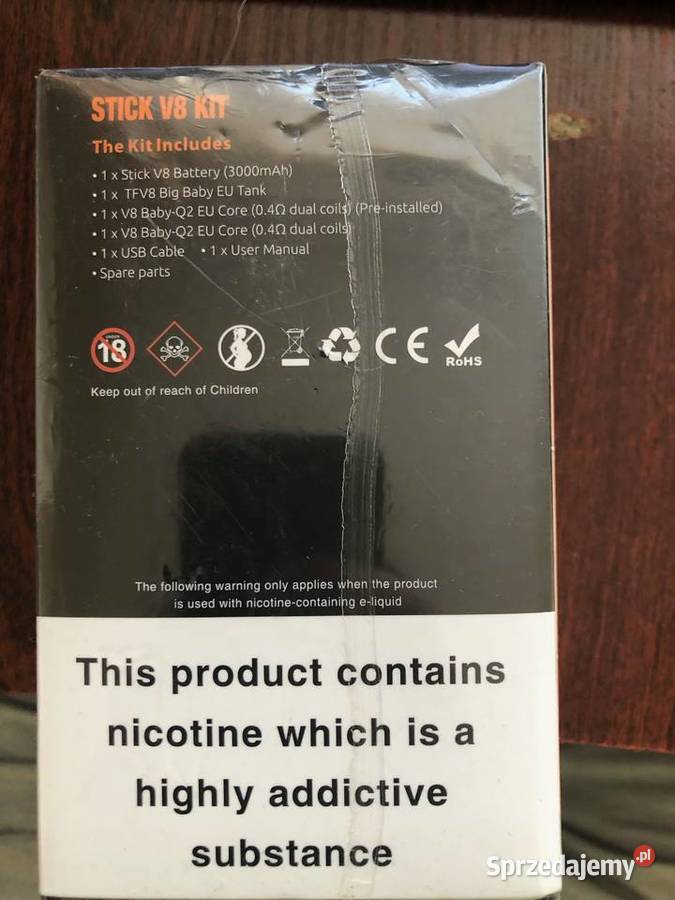 STICK V8 KIT
The Kit Includes
• 1 x Stick V8 Battery (3000mAh)
• 1 x TFV8 Big Baby EU Tank
• 1 x V8 Baby-Q2 EU Core (0.4Ω dual coils) (Pre-installed)
• 1 x V8 Baby-Q2 EU Core (0.4Ω dual coils)
• 1 x USB Cable • 1 x User Manual
• Spare parts
18
CE
RoHS
Keep out of reach of Children
The following warning only applies when the product
is used with nicotine-containing e-liquid
This product contains
nicotine which is a
highly addictive
substance
Sprzedajemy.pl